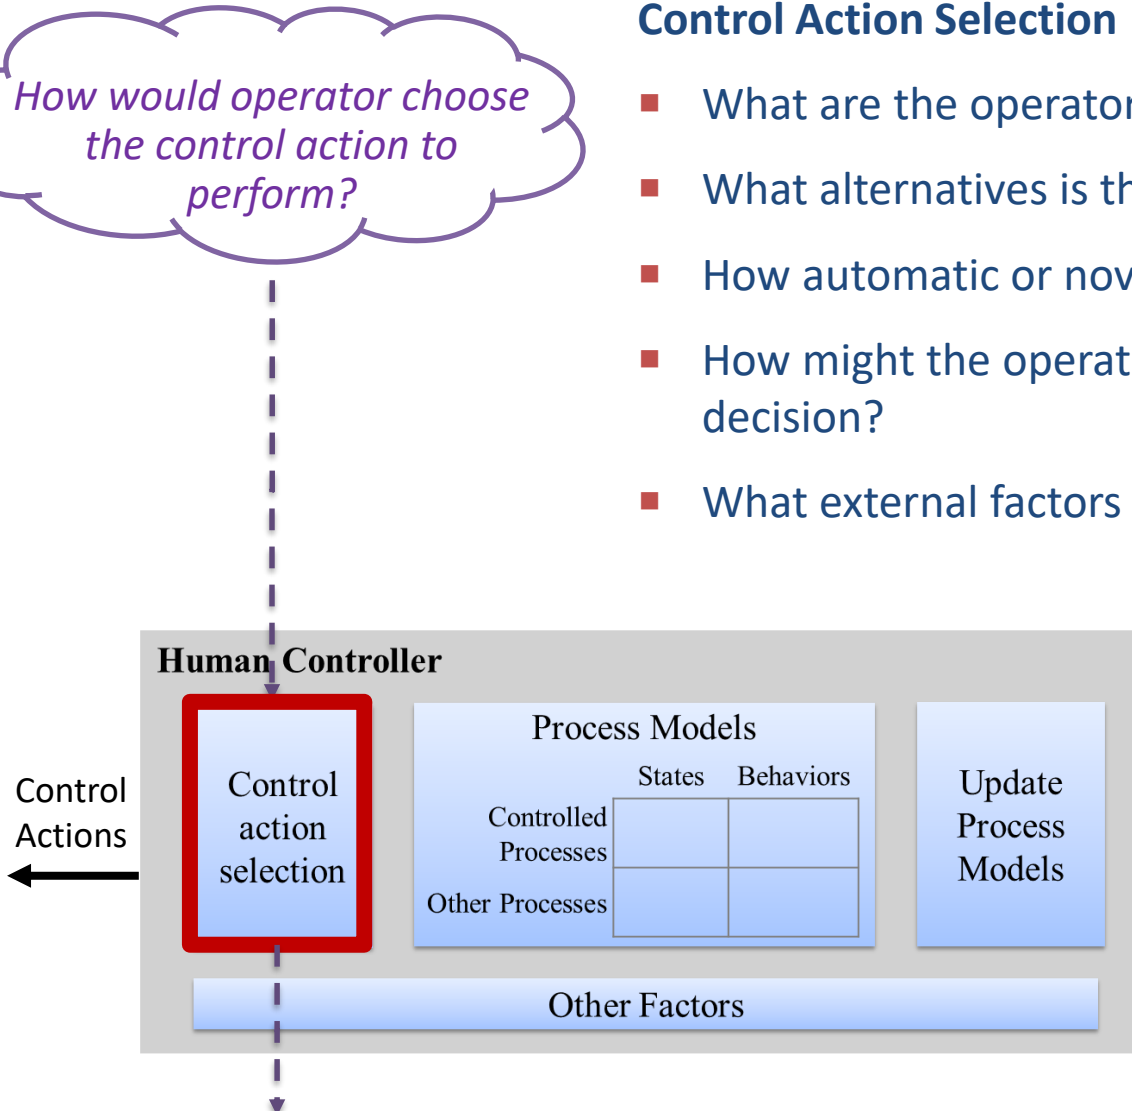 How would operator choose
the control action to
perform?
Control Action Selection
What are the operator
What alternatives is th
How automatic or nov
How might the operat
decision?
What external factors
Human Controller
Control
Actions
Control
action
selection
Process Models
States Behaviors
Controlled
Processes
Other Processes
Update
Process
Models
Other Factors